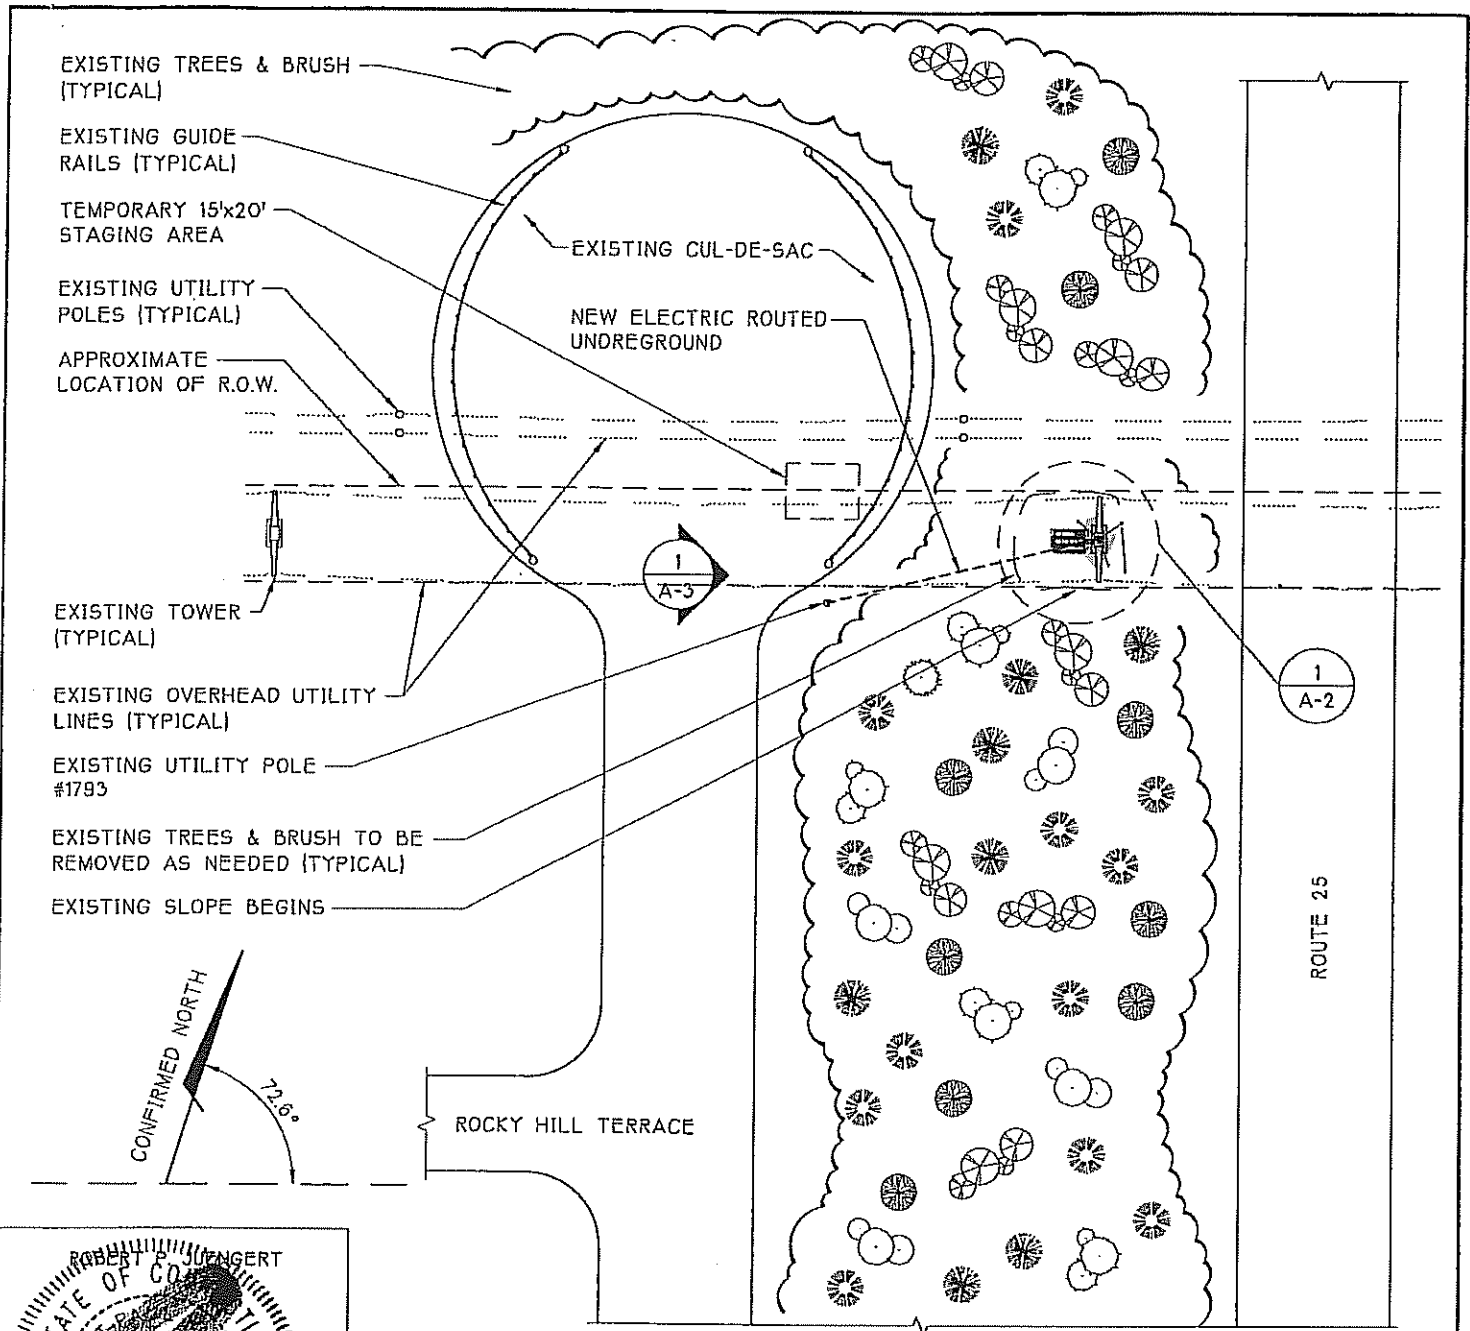 EXISTING TREES & BRUSH
(TYPICAL)
EXISTING GUIDE
RAILS (TYPICAL)
TEMPORARY 15'x20'
STAGING AREA
EXISTING CUL-DE-SAC
EXISTING UTILITY
POLES (TYPICAL)
NEW ELECTRIC ROUTED
UNDREGROUND
APPROXIMATE
LOCATION OF R.O.W.
1
A-3
EXISTING TOWER
(TYPICAL)
EXISTING OVERHEAD UTILITY
LINES (TYPICAL)
1
A-2
EXISTING UTILITY POLE
#1793
EXISTING TREES & BRUSH TO BE
REMOVED AS NEEDED (TYPICAL)
EXISTING SLOPE BEGINS
ROUTE 25
CONFIRMED NORTH
72.6°
ROCKY HILL TERRACE
ROBERT P. JUENGERT